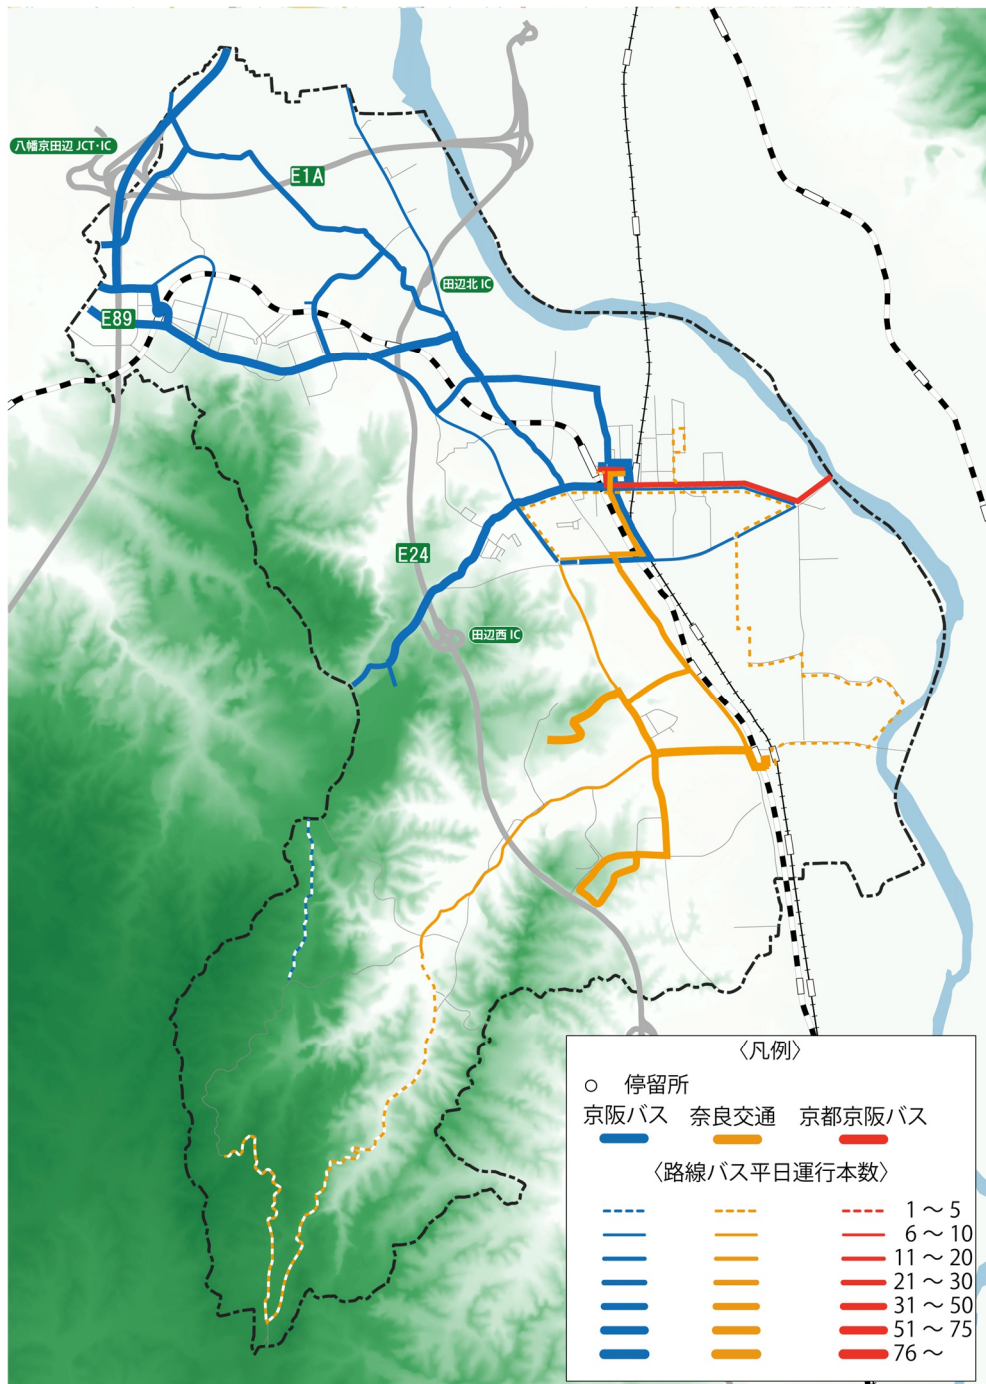 八幡京田辺 JCT・IC
E1A
田辺北 IC
E89
E24
田辺西 IC
〈凡例〉
○ 停留所
京阪バス 奈良交通 京都京阪バス
〈路線バス平日運行本数〉
1 ～ 5
6 ～ 10
11 ～ 20
21 ～ 30
31 ～ 50
51 ～ 75
76 ～